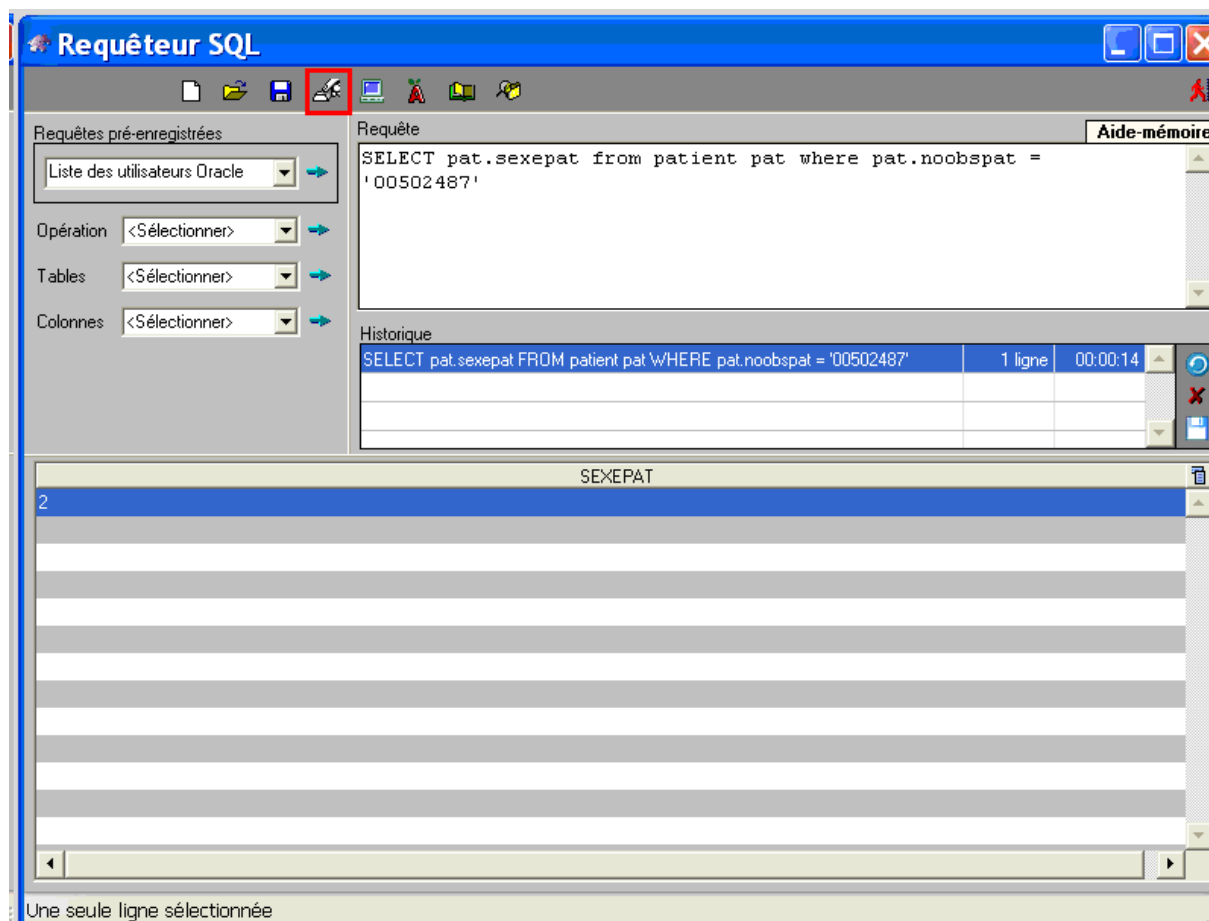 Requêteur SQL
Requêtes pré-enregistrées
Liste des utilisateurs Oracle
Opération <Sélectionner>
Tables <Sélectionner>
Colonnes <Sélectionner>
Requête
Aide-mémoire
SELECT pat.sexepat from patient pat where pat.noobspat =
'00502487'
Historique
SELECT pat.sexepat FROM patient pat WHERE pat.noobspat = '00502487' 1 ligne 00:00:14
SEXEPAT
2
Une seule ligne sélectionnée